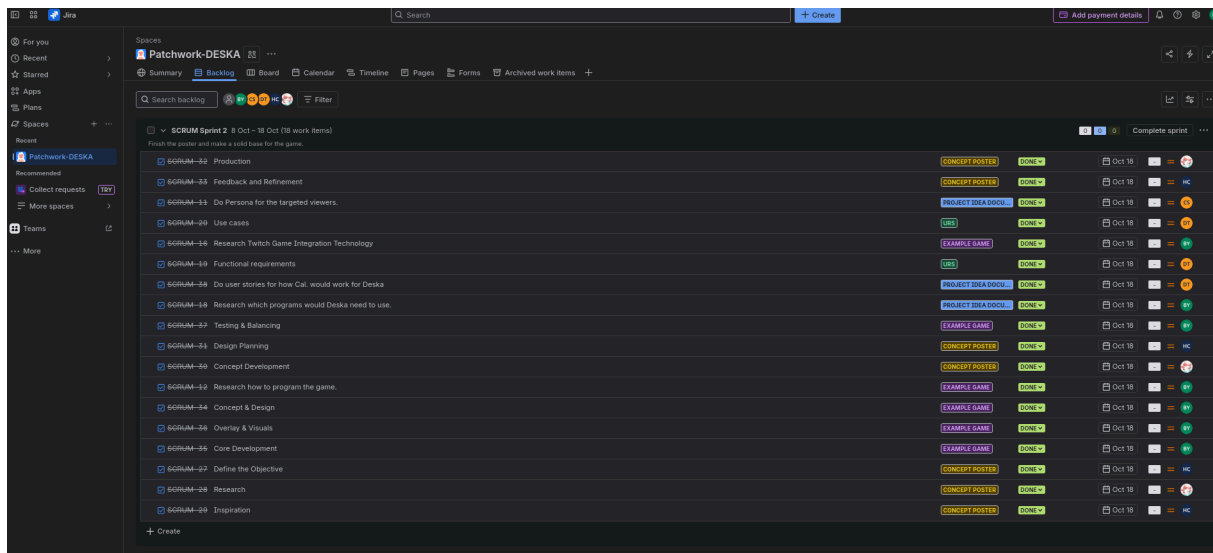 Jira
Search
+ Create
Add payment details
For you
Recent
Starred
Apps
Plans
Spaces
Recent
Patchwork-DESKA
Recommended
Collect requests TRY
More spaces
Teams
More
Spaces
Patchwork-DESKA
Summary Backlog Board Calendar Timeline Pages Forms Archived work items
Search backlog BY CS DT HC Filter
SCRUM Sprint 2 8 Oct – 18 Oct (18 work items) 0 0 0 Complete sprint
Finish the poster and make a solid base for the game.
SCRUM-32 Production CONCEPT POSTER DONE Oct 18 -
SCRUM-33 Feedback and Refinement CONCEPT POSTER DONE Oct 18 - HC
SCRUM-11 Do Persona for the targeted viewers. PROJECT IDEA DOCU... DONE Oct 18 - CS
SCRUM-20 Use cases URS DONE Oct 18 - DT
SCRUM-16 Research Twitch Game Integration Technology EXAMPLE GAME DONE Oct 18 - BY
SCRUM-19 Functional requirements URS DONE Oct 18 - DT
SCRUM-38 Do user stories for how Cal. would work for Deska PROJECT IDEA DOCU... DONE Oct 18 - DT
SCRUM-18 Research which programs would Deska need to use. PROJECT IDEA DOCU... DONE Oct 18 - BY
SCRUM-37 Testing & Balancing EXAMPLE GAME DONE Oct 18 - BY
SCRUM-31 Design Planning CONCEPT POSTER DONE Oct 18 - HC
SCRUM-30 Concept Development CONCEPT POSTER DONE Oct 18 -
SCRUM-12 Research how to program the game. EXAMPLE GAME DONE Oct 18 - BY
SCRUM-34 Concept & Design EXAMPLE GAME DONE Oct 18 - BY
SCRUM-36 Overlay & Visuals EXAMPLE GAME DONE Oct 18 - BY
SCRUM-35 Core Development EXAMPLE GAME DONE Oct 18 - BY
SCRUM-27 Define the Objective CONCEPT POSTER DONE Oct 18 - HC
SCRUM-28 Research CONCEPT POSTER DONE Oct 18 -
SCRUM-29 Inspiration CONCEPT POSTER DONE Oct 18 - HC
+ Create